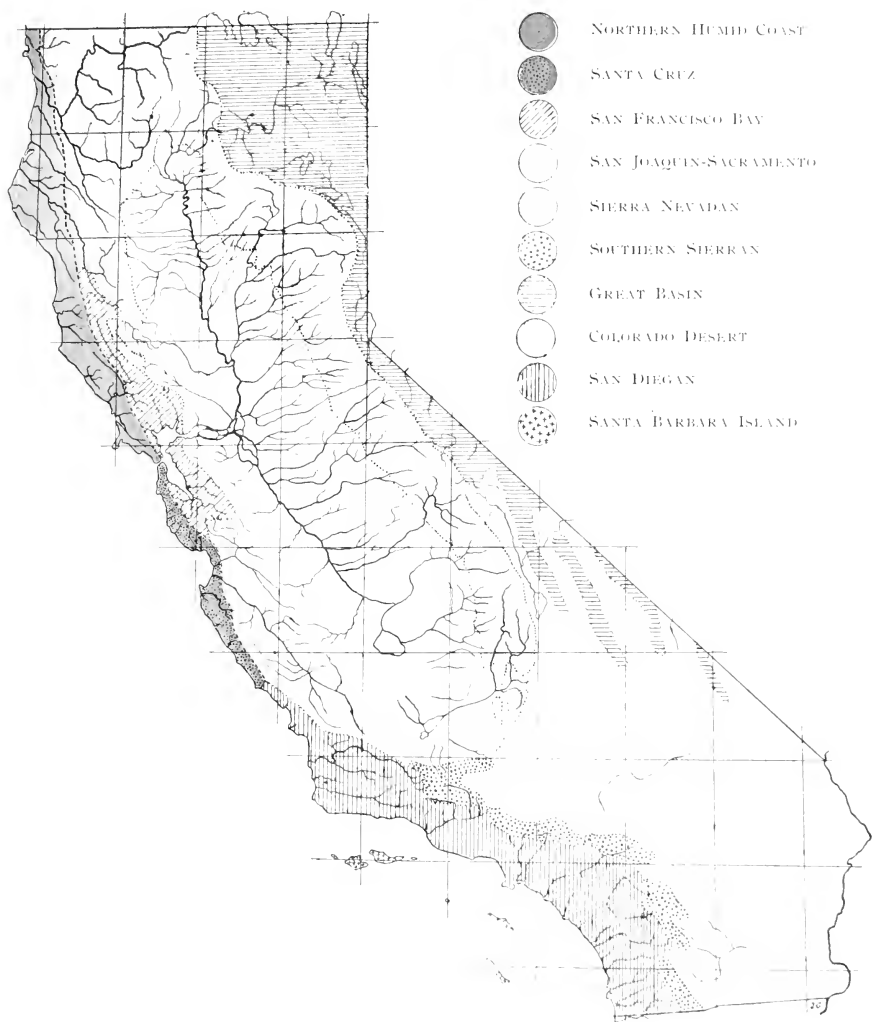 NORTHERN HUMID COAST
SANTA CRUZ
SAN FRANCISCO BAY
SAN JOAQUIN-SACRAMENTO
SIERRA NEVADAN
SOUTHERN SIERRAN
GREAT BASIN
COLORADO DESERT
SAN DIEGAN
SANTA BARBARA ISLAND